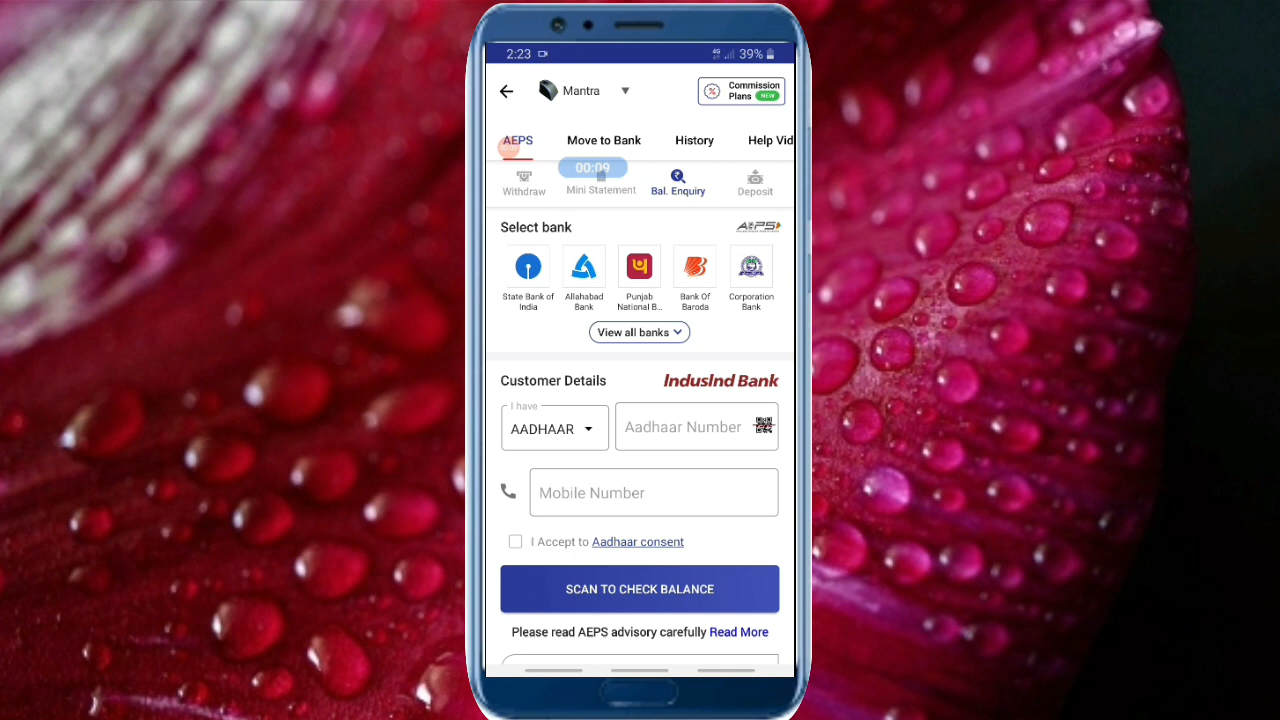 2:23 4G 39%
Mantra
Commission
Plans NEW
AEPS Move to Bank History Help Vid
00:09
Withdraw Mini Statement Bal. Enquiry Deposit
Select bank AEPS
State Bank of
India
Allahabad
Bank
Punjab
National B...
Bank Of
Baroda
Corporation
Bank
View all banks
Customer Details IndusInd Bank
I have
AADHAAR Aadhaar Number
Mobile Number
I Accept to Aadhaar consent
SCAN TO CHECK BALANCE
Please read AEPS advisory carefully Read More